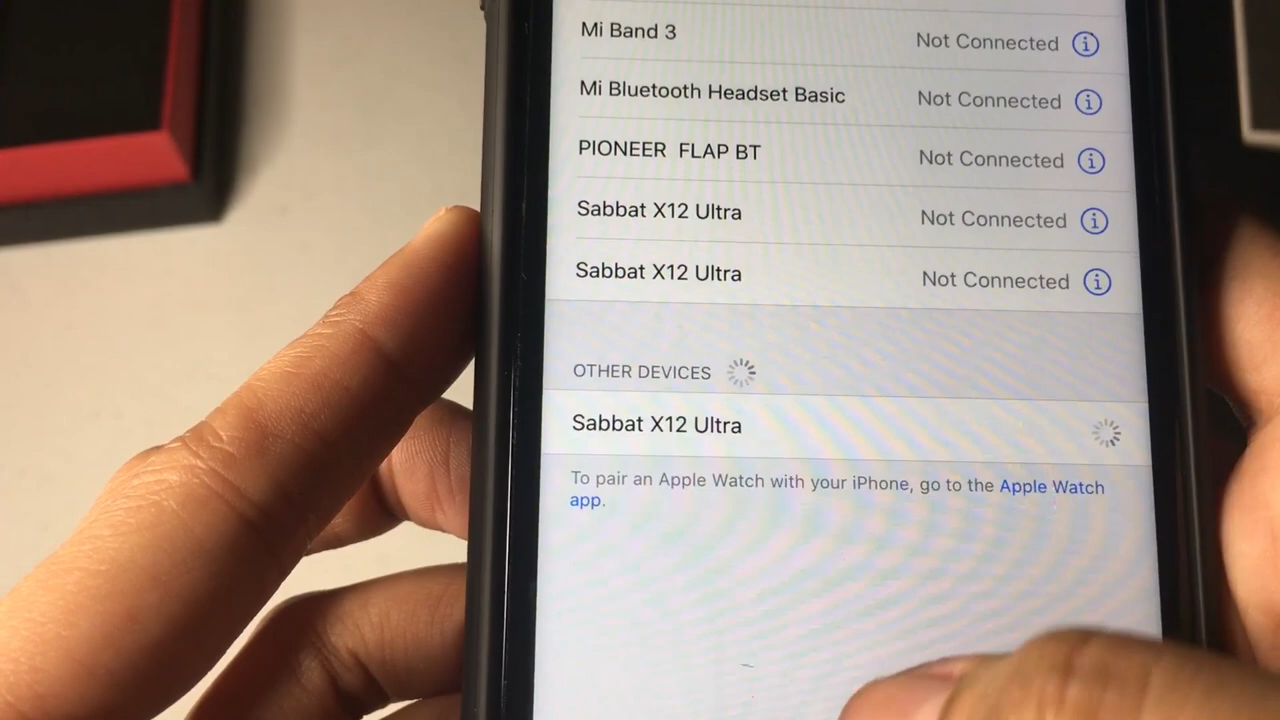 Mi Band 3 Not Connected
Mi Bluetooth Headset Basic Not Connected
PIONEER FLAP BT Not Connected
Sabbat X12 Ultra Not Connected
Sabbat X12 Ultra Not Connected
OTHER DEVICES
Sabbat X12 Ultra
To pair an Apple Watch with your iPhone, go to the Apple Watch
app.